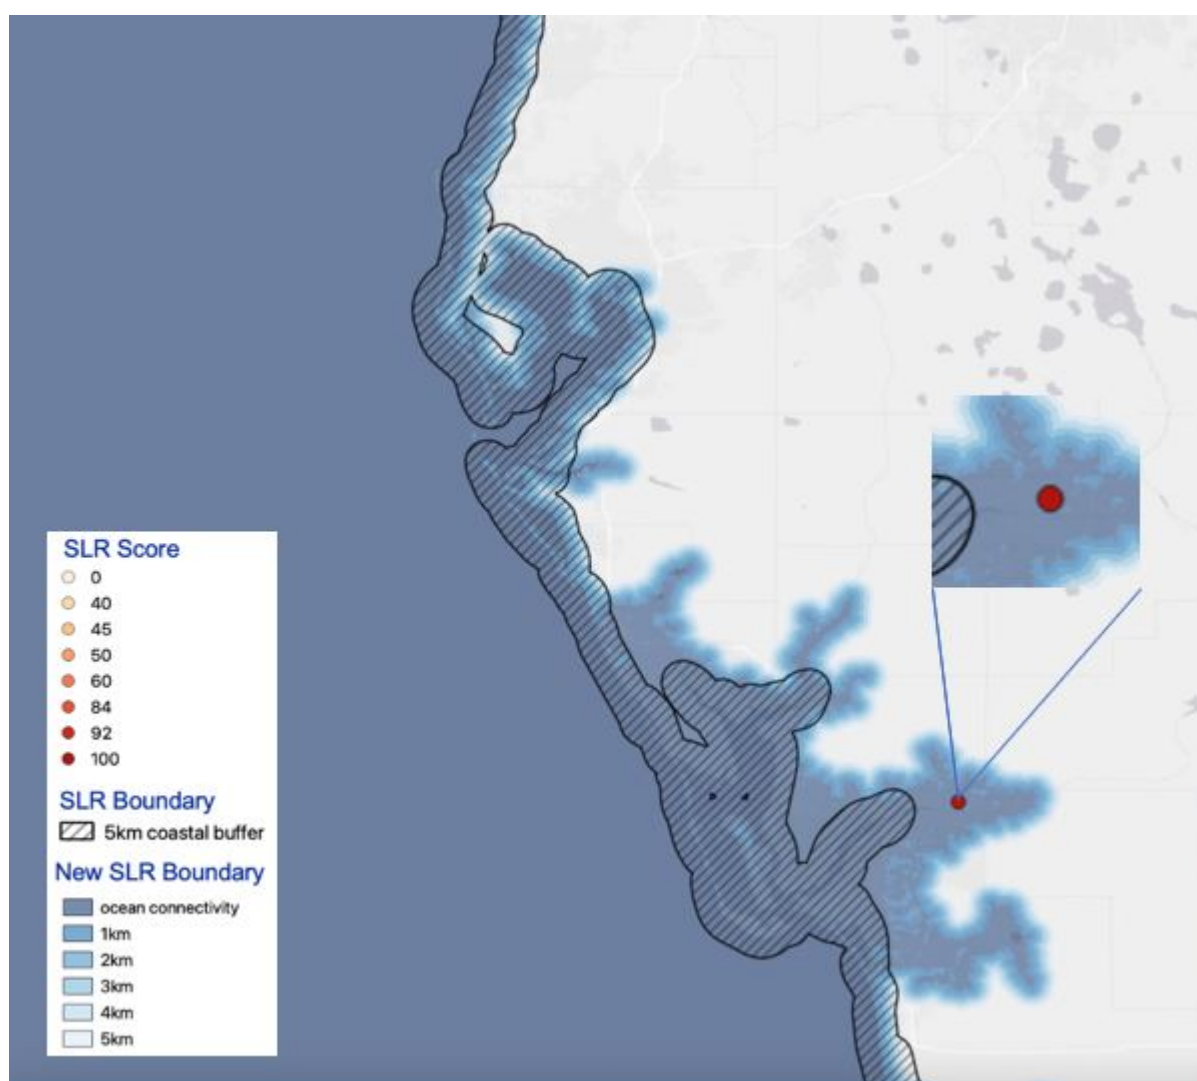 SLR Score
0
40
45
50
60
84
92
100
SLR Boundary
5km coastal buffer
New SLR Boundary
ocean connectivity
1km
2km
3km
4km
5km